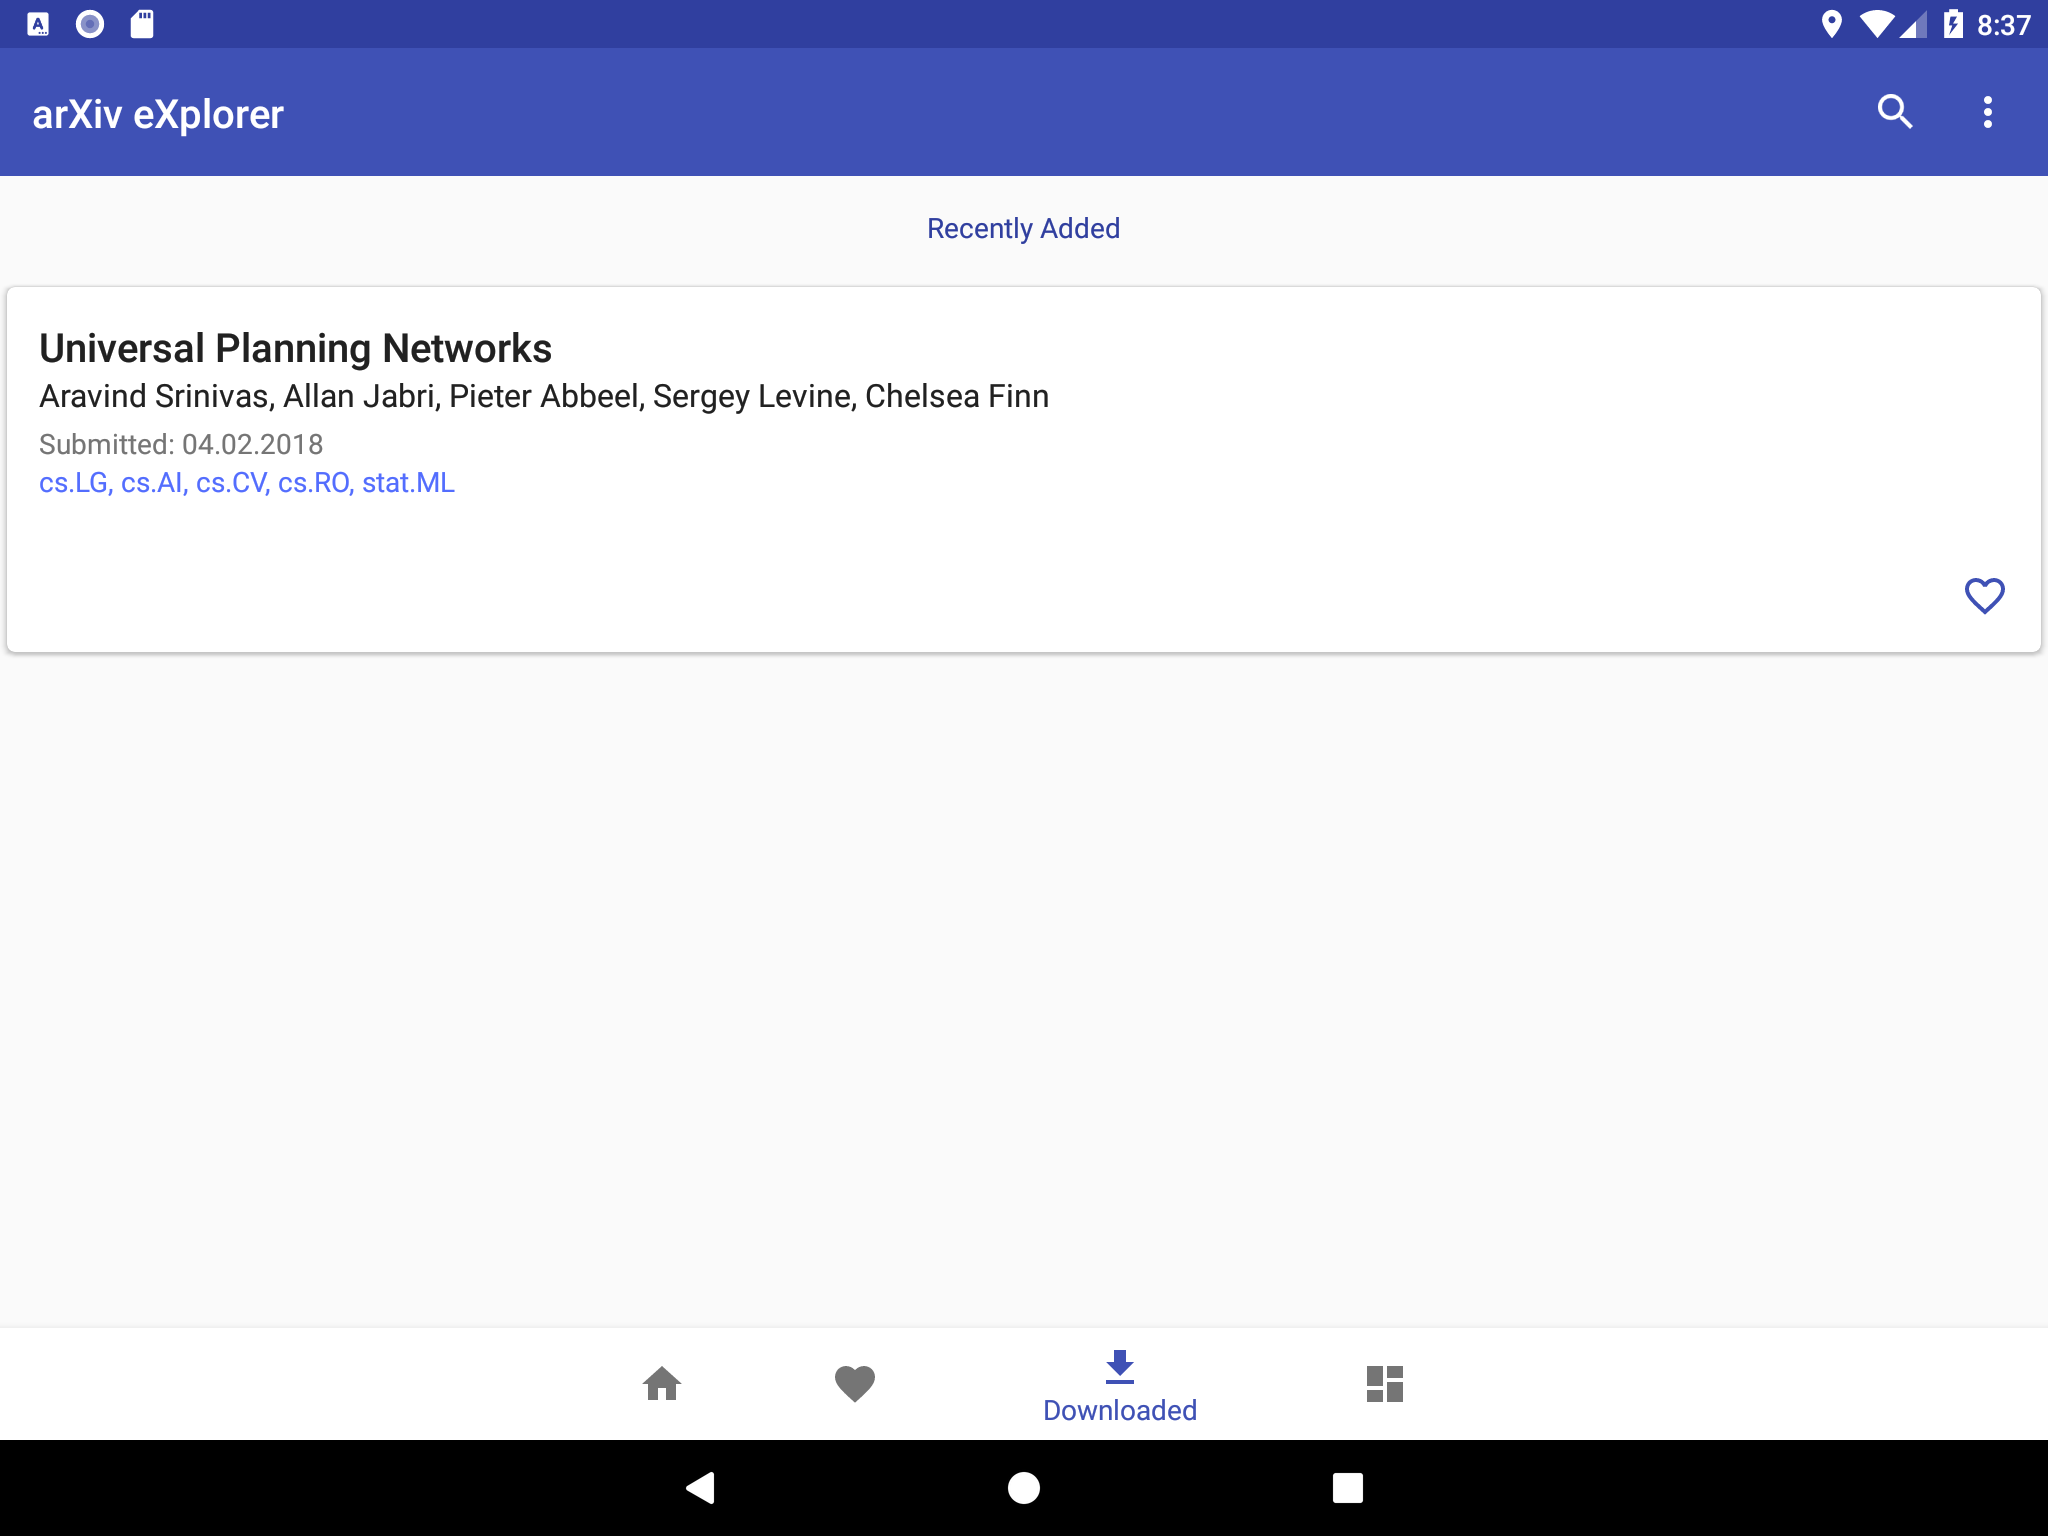 8:37
arXiv eXplorer
Recently Added
Universal Planning Networks
Aravind Srinivas, Allan Jabri, Pieter Abbeel, Sergey Levine, Chelsea Finn
Submitted: 04.02.2018
cs.LG, cs.AI, cs.CV, cs.RO, stat.ML
Downloaded